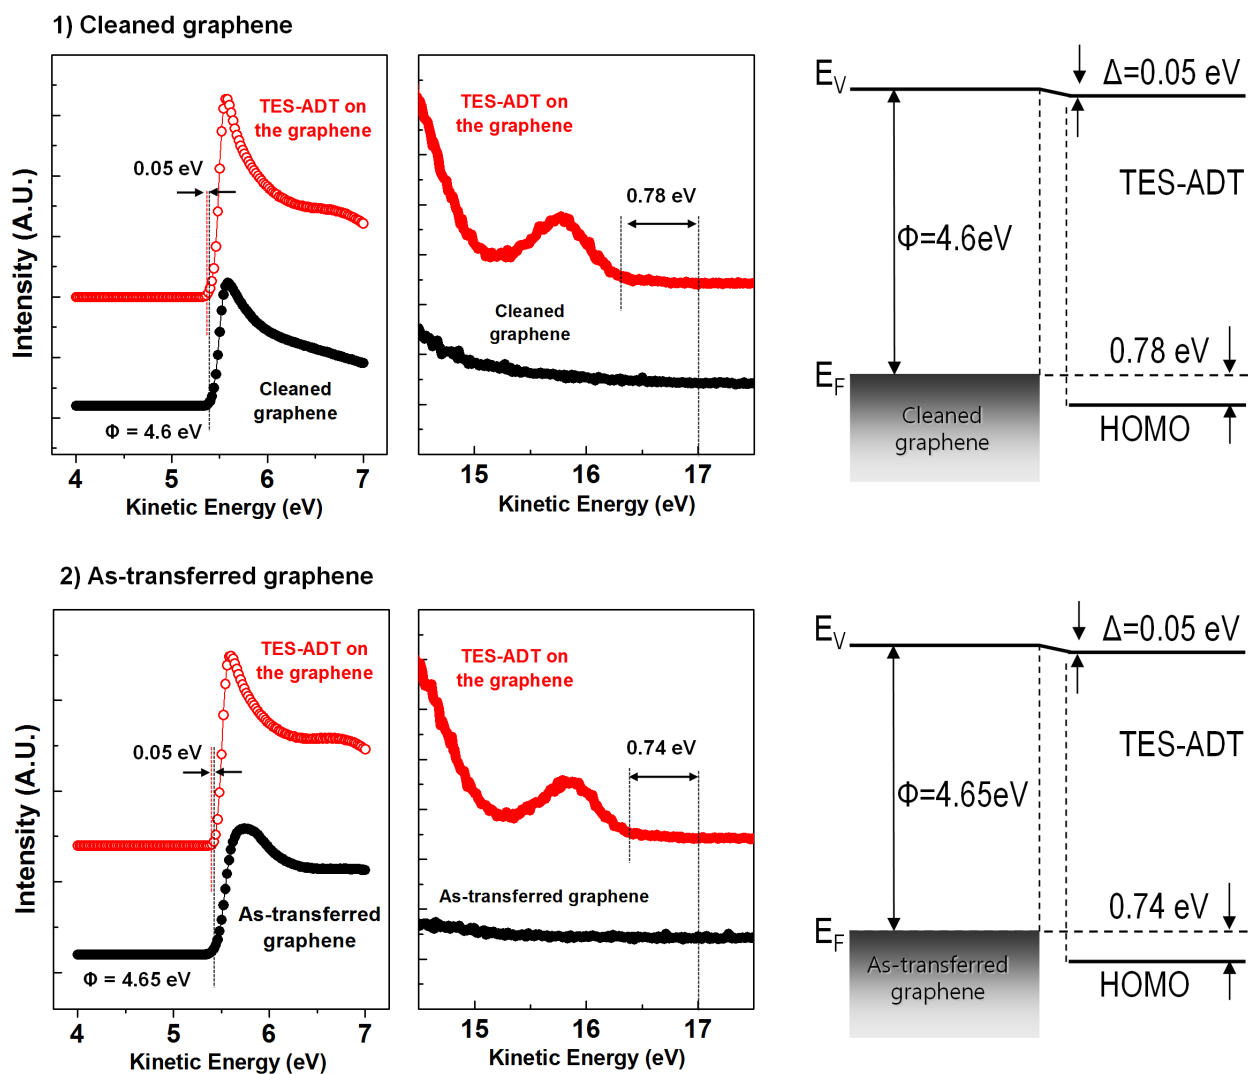 1) Cleaned graphene
Intensity (A.U.)
TES-ADT on
the graphene
0.05 eV
Cleaned
graphene
Φ = 4.6 eV
4 5 6 7
Kinetic Energy (eV)
TES-ADT on
the graphene
0.78 eV
Cleaned
graphene
15 16 17
Kinetic Energy (eV)
EV
Δ=0.05 eV
TES-ADT
Φ=4.6eV
0.78 eV
EF
Cleaned
graphene
HOMO
2) As-transferred graphene
Intensity (A.U.)
TES-ADT on
the graphene
0.05 eV
As-transferred
graphene
Φ = 4.65 eV
4 5 6 7
Kinetic Energy (eV)
TES-ADT on
the graphene
0.74 eV
As-transferred graphene
15 16 17
Kinetic Energy (eV)
EV
Δ=0.05 eV
TES-ADT
Φ=4.65eV
0.74 eV
EF
As-transferred
graphene
HOMO